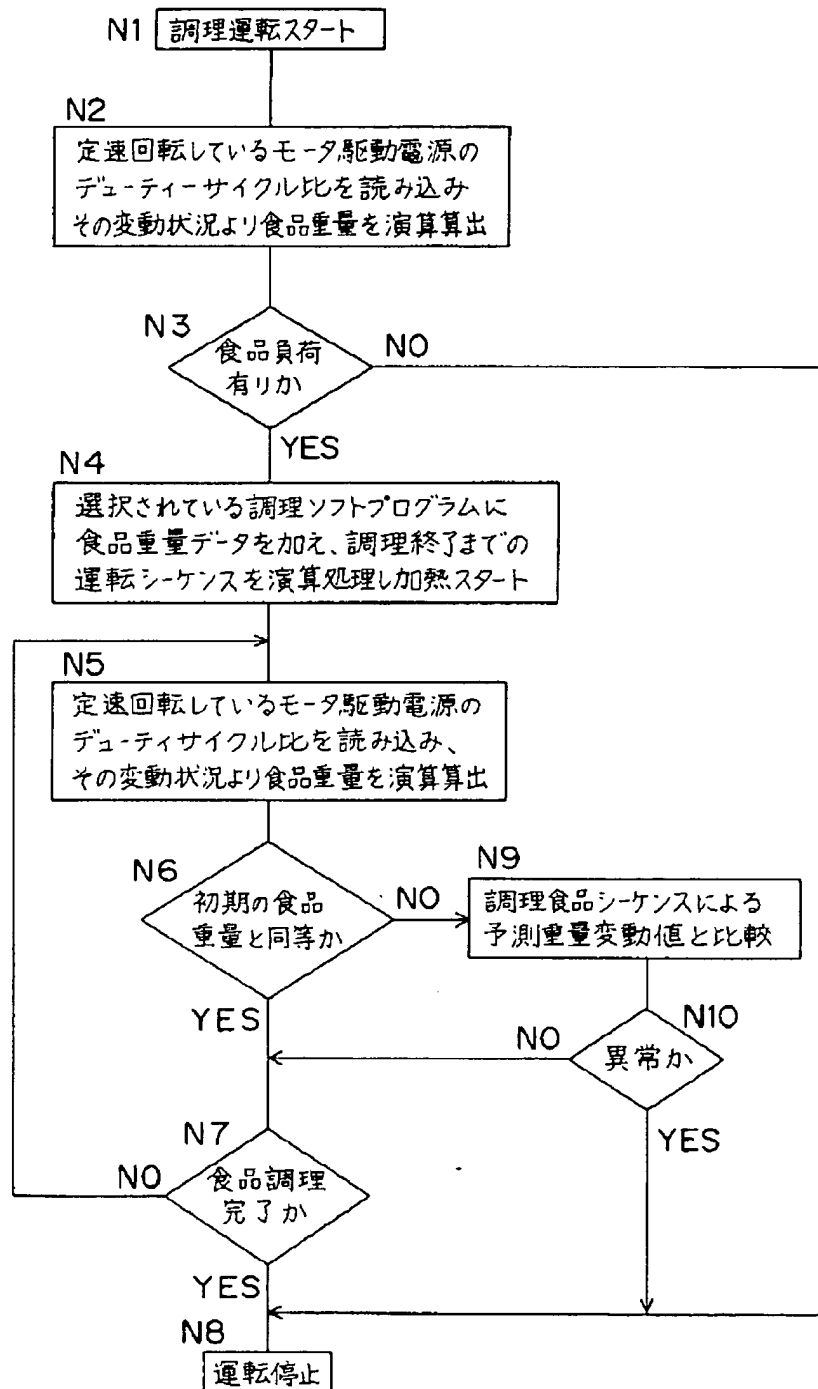 N1 調理運転スタート
N2
定速回転しているモータ駆動電源の
デューティーサイクル比を読み込み
その変動状況より食品重量を演算算出
N3
食品負荷
有りか
NO
YES
N4
選択されている調理ソフトプログラムに
食品重量データを加え、調理終了までの
運転シーケンスを演算処理し加熱スタート
N5
定速回転しているモータ駆動電源の
デューティサイクル比を読み込み、
その変動状況より食品重量を演算算出
N6
初期の食品
重量と同等か
NO
YES
N9
調理食品シーケンスによる
予測重量変動値と比較
N10
異常か
NO
YES
N7
食品調理
完了か
NO
YES
N8
運転停止